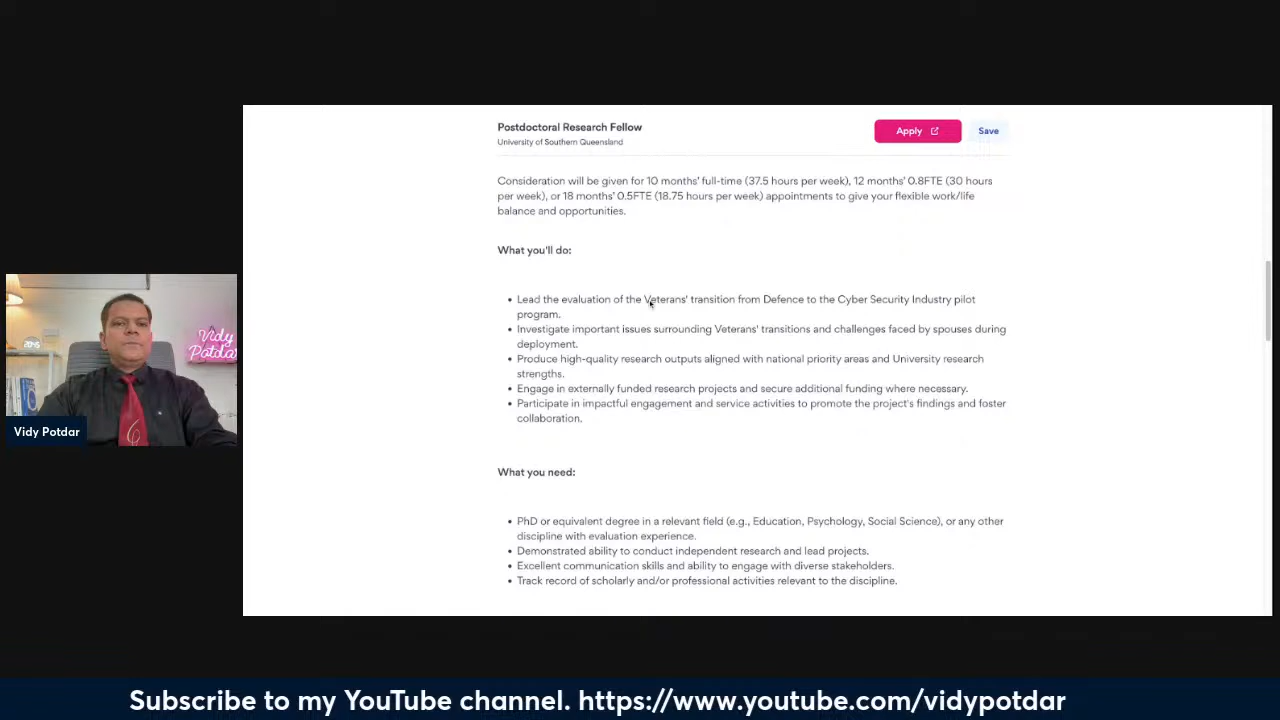 Postdoctoral Research Fellow
University of Southern Queensland
Apply
Save
Consideration will be given for 10 months' full-time (37.5 hours per week), 12 months' 0.8FTE (30 hours
per week), or 18 months' 0.5FTE (18.75 hours per week) appointments to give your flexible work/life
balance and opportunities.
What you'll do:
• Lead the evaluation of the Veterans' transition from Defence to the Cyber Security Industry pilot
program.
• Investigate important issues surrounding Veterans' transitions and challenges faced by spouses during
deployment.
• Produce high-quality research outputs aligned with national priority areas and University research
strengths.
• Engage in externally funded research projects and secure additional funding where necessary.
• Participate in impactful engagement and service activities to promote the project's findings and foster
collaboration.
What you need:
• PhD or equivalent degree in a relevant field (e.g., Education, Psychology, Social Science), or any other
discipline with evaluation experience.
• Demonstrated ability to conduct independent research and lead projects.
• Excellent communication skills and ability to engage with diverse stakeholders.
• Track record of scholarly and/or professional activities relevant to the discipline.
Vidy
Potdar
Vidy Potdar
Subscribe to my YouTube channel. https://www.youtube.com/vidypotdar